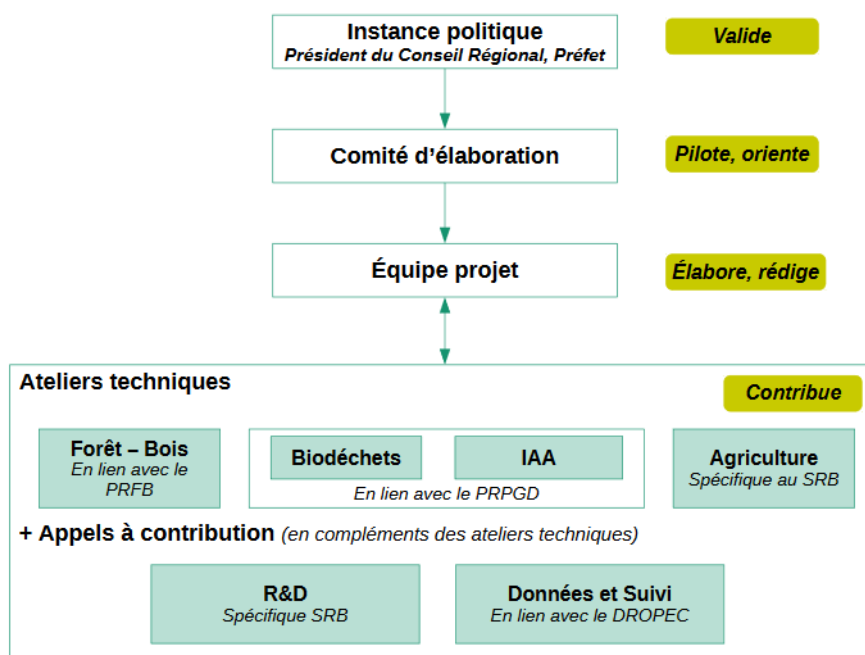 Instance politique
Président du Conseil Régional, Préfet
Valide
Comité d'élaboration
Pilote, oriente
Équipe projet
Élabore, rédige
Ateliers techniques
Contribue
Forêt – Bois
En lien avec le
PRFB
Biodéchets
IAA
En lien avec le PRPGD
Agriculture
Spécifique au SRB
+ Appels à contribution (en compléments des ateliers techniques)
R&D
Spécifique SRB
Données et Suivi
En lien avec le DROPEC